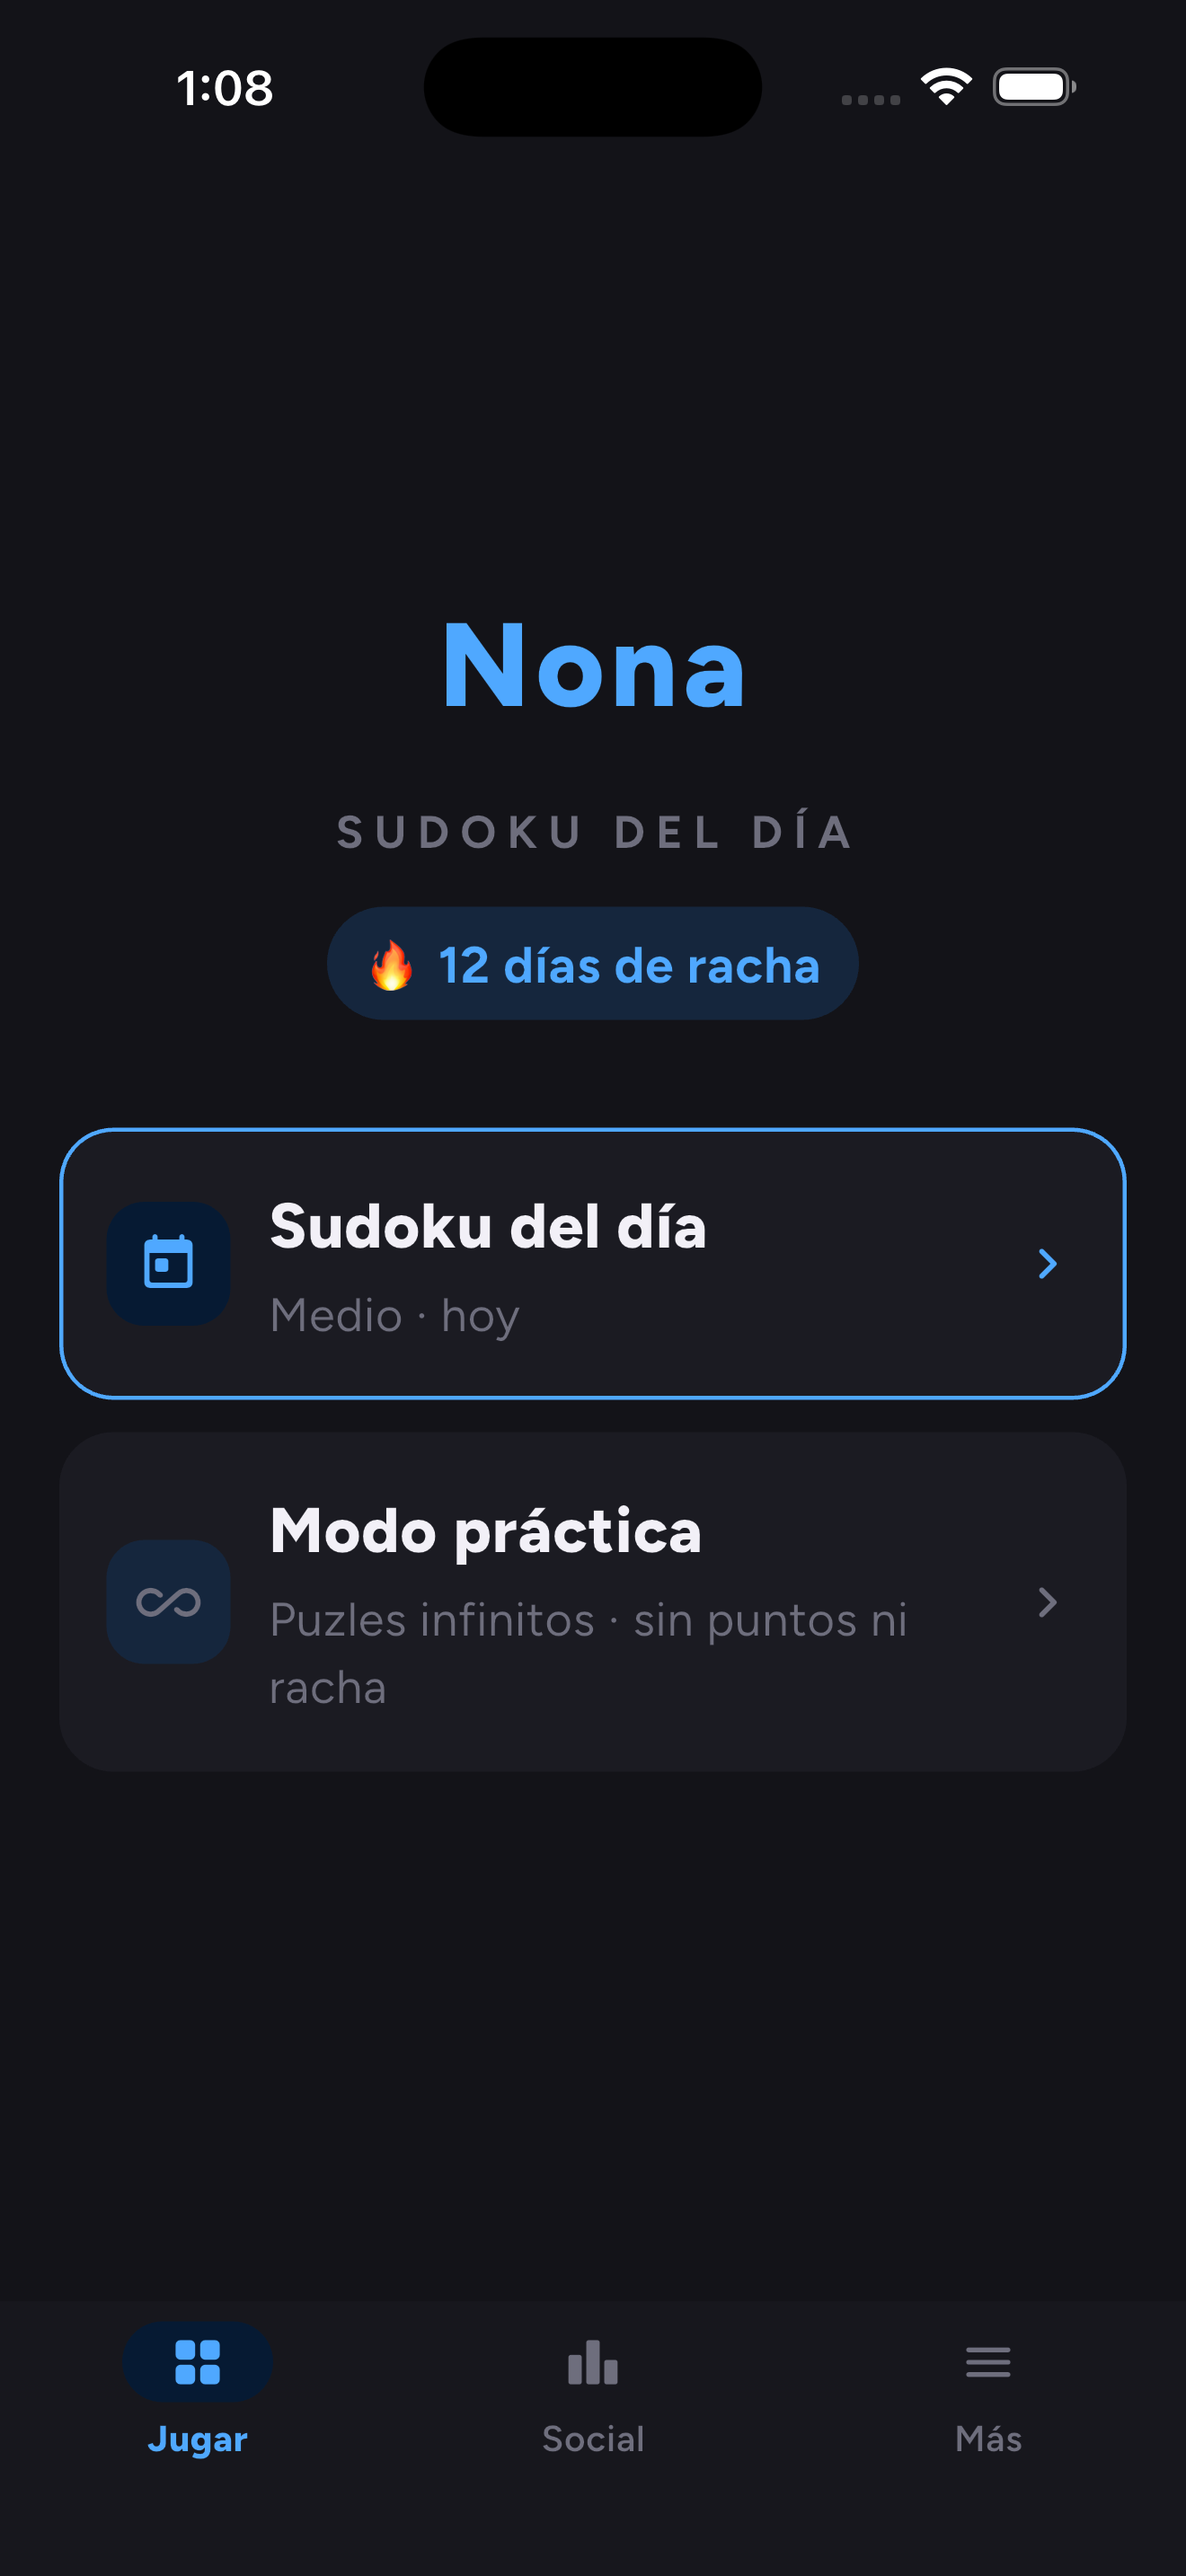 1:08
Nona
SUDOKU DEL DÍA
🔥 12 días de racha
Sudoku del día
Medio · hoy
Modo práctica
Puzles infinitos · sin puntos ni
racha
Jugar
Social
Más